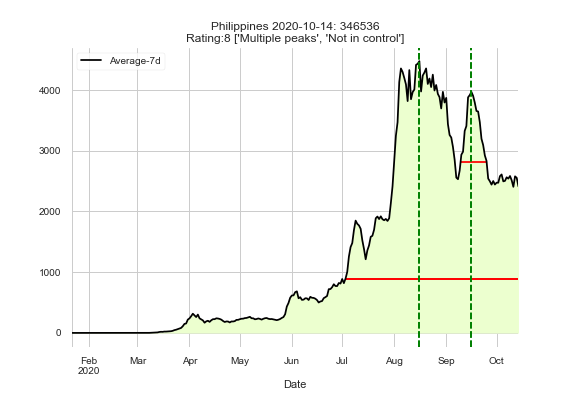 Philippines 2020-10-14: 346536
Rating:8 ['Multiple peaks', 'Not in control']
Average-7d
4000
3000
2000
1000
0
Feb Mar Apr May Jun Jul Aug Sep Oct
2020
Date